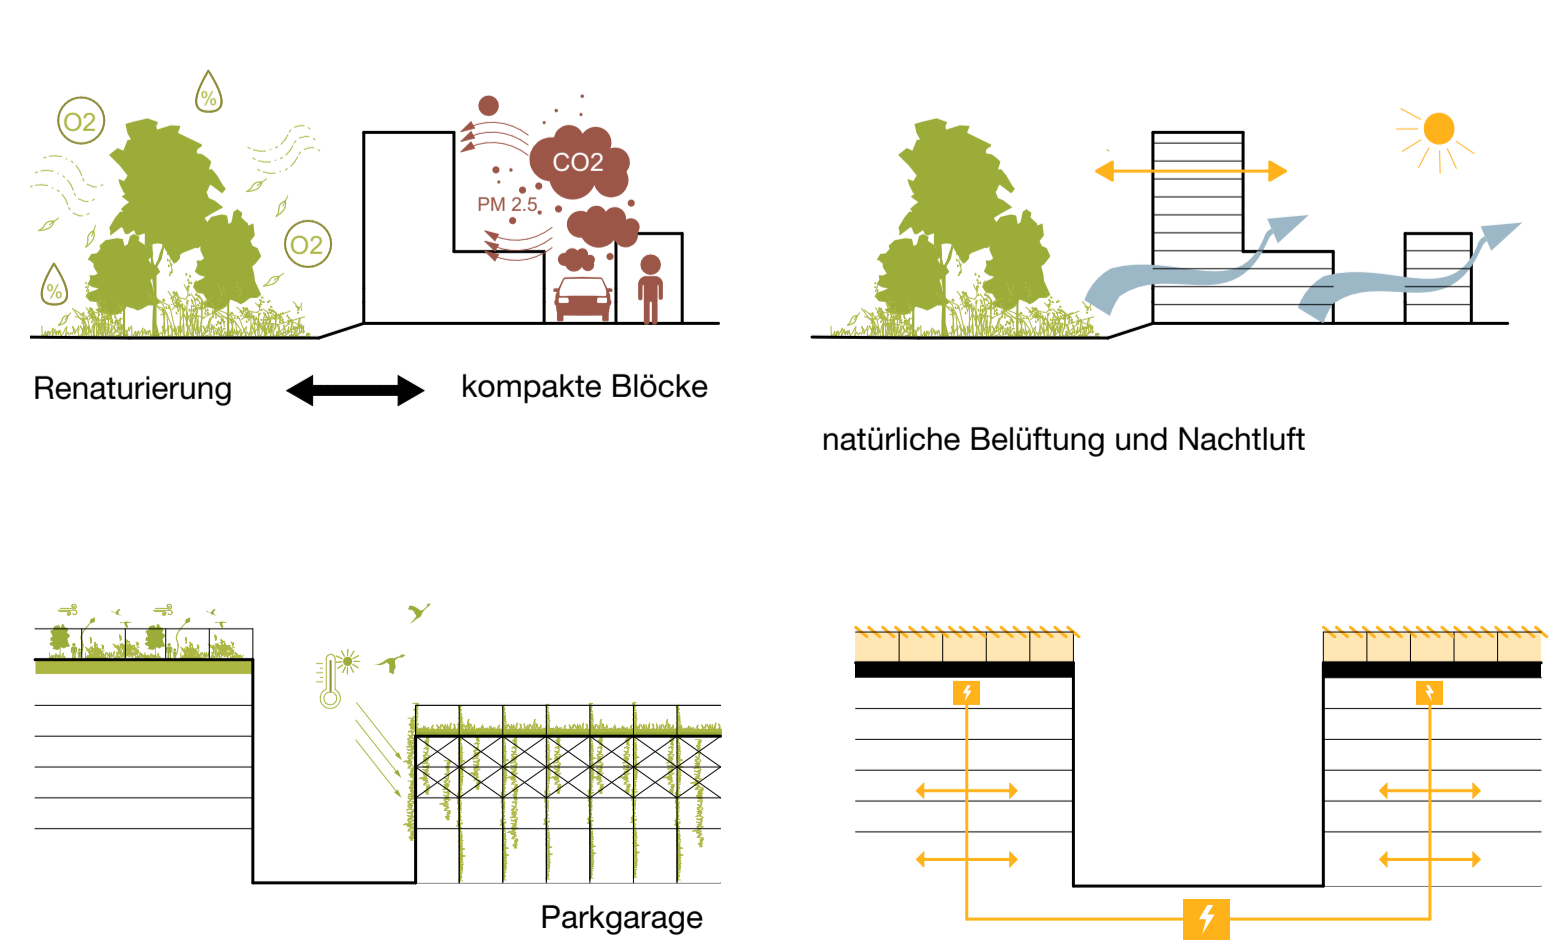 %
O2
CO2
PM 2.5
O2
%
Renaturierung
kompakte Blöcke
natürliche Belüftung und Nachtluft
Parkgarage